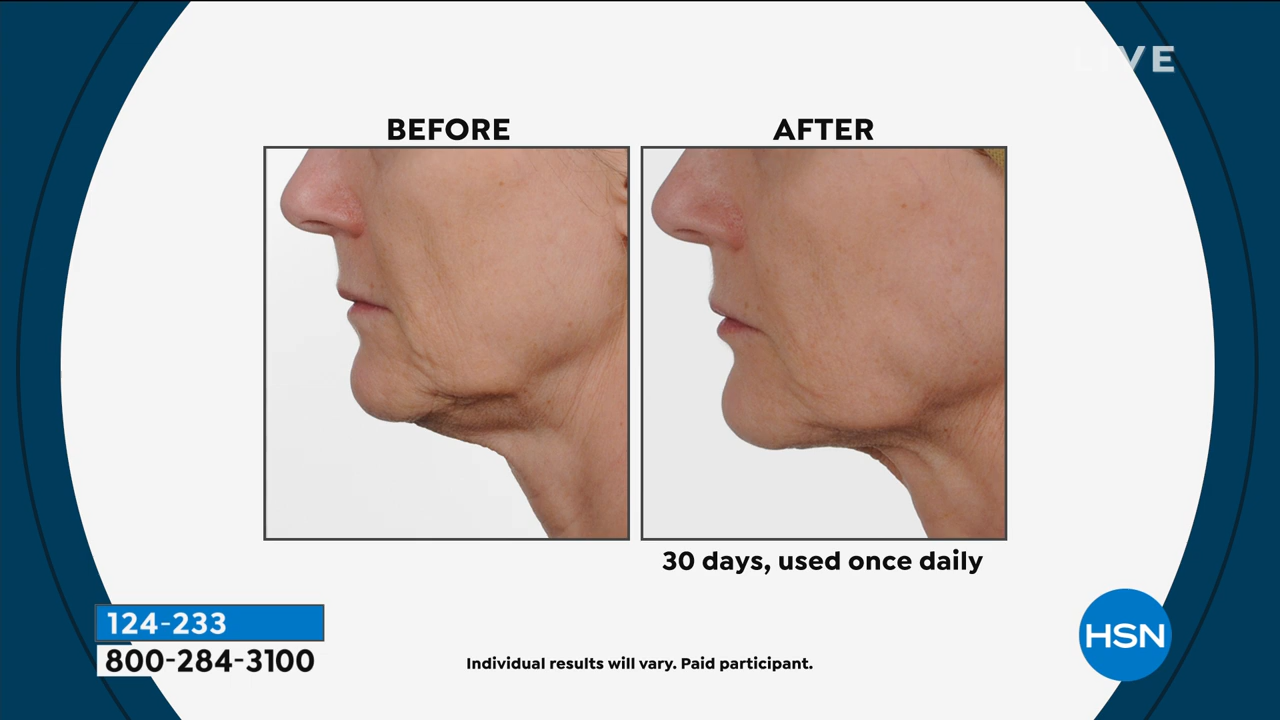 LIVE
BEFORE
AFTER
30 days, used once daily
124-233
800-284-3100
Individual results will vary. Paid participant.
HSN